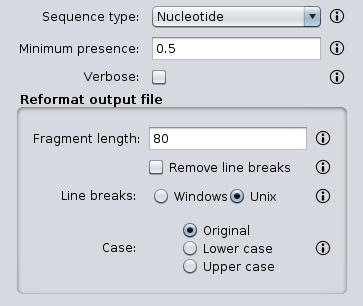 Sequence type: Nucleotide
Minimum presence: 0.5
Verbose:
Reformat output file
Fragment length: 80
Remove line breaks
Line breaks: Windows Unix
Original
Case: Lower case
Upper case